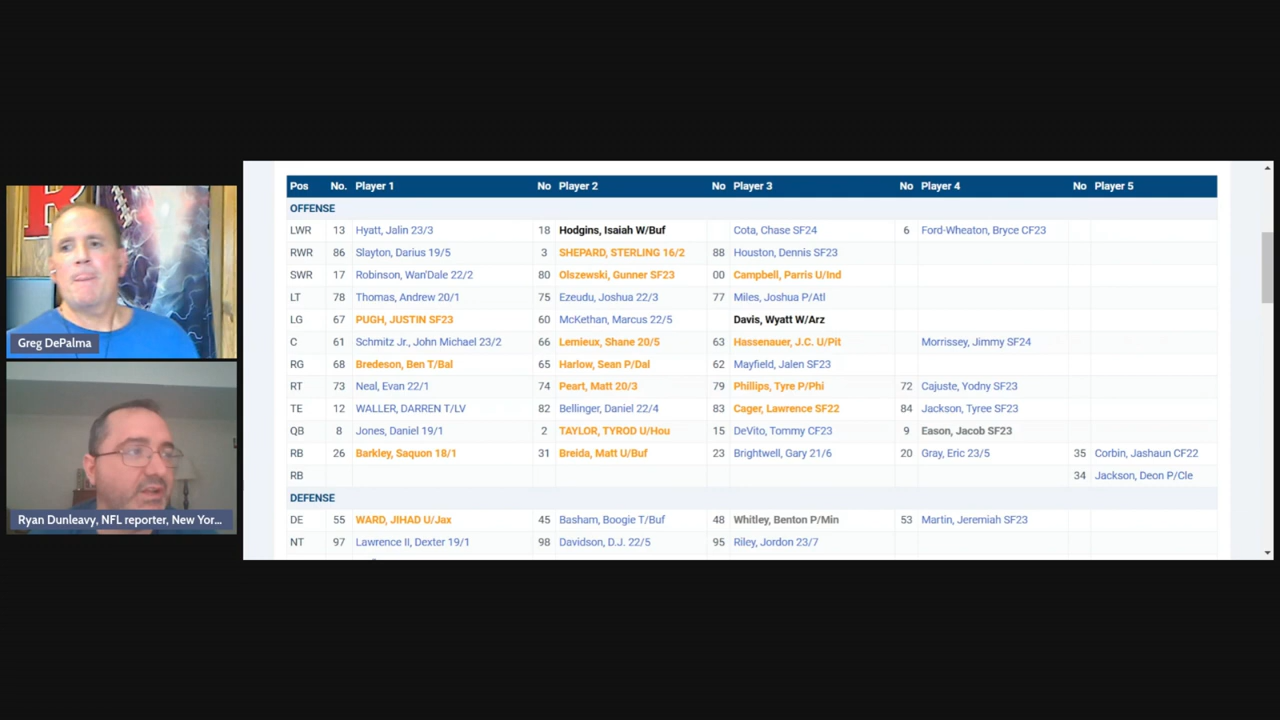 Pos No. Player 1 No Player 2 No Player 3 No Player 4 No Player 5
OFFENSE
LWR 13 Hyatt, Jalin 23/3 18 Hodgins, Isaiah W/Buf Cota, Chase SF24 6 Ford-Wheaton, Bryce CF23
RWR 86 Slayton, Darius 19/5 3 SHEPARD, STERLING 16/2 88 Houston, Dennis SF23
SWR 17 Robinson, Wan'Dale 22/2 80 Olszewski, Gunner SF23 00 Campbell, Parris U/Ind
LT 78 Thomas, Andrew 20/1 75 Ezeudu, Joshua 22/3 77 Miles, Joshua P/Atl
LG 67 PUGH, JUSTIN SF23 60 McKethan, Marcus 22/5 Davis, Wyatt W/Arz
C 61 Schmitz Jr., John Michael 23/2 66 Lemieux, Shane 20/5 63 Hassenauer, J.C. U/Pit Morrissey, Jimmy SF24
RG 68 Bredeson, Ben T/Bal 65 Harlow, Sean P/Dal 62 Mayfield, Jalen SF23
RT 73 Neal, Evan 22/1 74 Peart, Matt 20/3 79 Phillips, Tyre P/Phi 72 Cajuste, Yodny SF23
TE 12 WALLER, DARREN T/LV 82 Bellinger, Daniel 22/4 83 Cager, Lawrence SF22 84 Jackson, Tyree SF23
QB 8 Jones, Daniel 19/1 2 TAYLOR, TYROD U/Hou 15 DeVito, Tommy CF23 9 Eason, Jacob SF23
RB 26 Barkley, Saquon 18/1 31 Breida, Matt U/Buf 23 Brightwell, Gary 21/6 20 Gray, Eric 23/5 35 Corbin, Jashaun CF22
RB 34 Jackson, Deon P/Cle
DEFENSE
DE 55 WARD, JIHAD U/Jax 45 Basham, Boogie T/Buf 48 Whitley, Benton P/Min 53 Martin, Jeremiah SF23
NT 97 Lawrence II, Dexter 19/1 98 Davidson, D.J. 22/5 95 Riley, Jordon 23/7
R
Greg DePalma
Ryan Dunleavy, NFL reporter, New Yor...